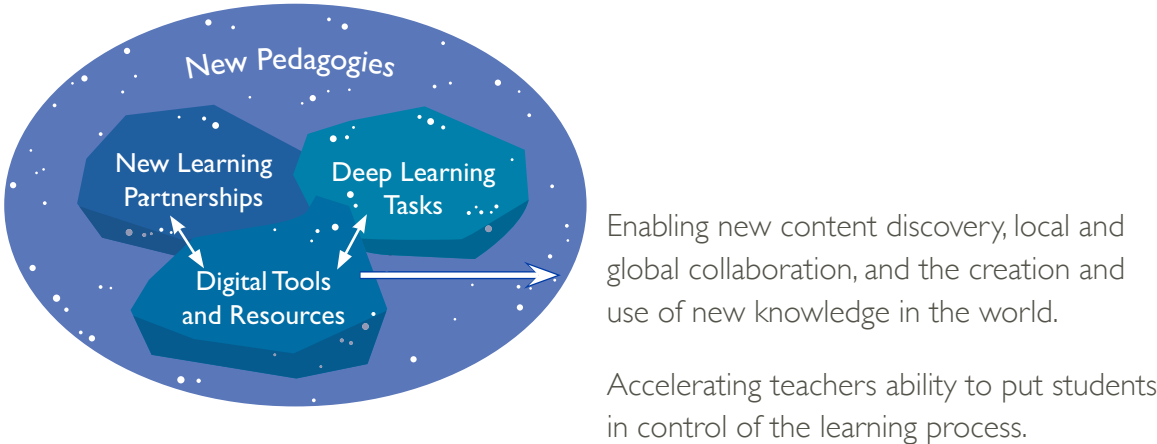 New Pedagogies
New Learning
Partnerships
Deep Learning
Tasks
Digital Tools
and Resources
Enabling new content discovery, local and
global collaboration, and the creation and
use of new knowledge in the world.
Accelerating teachers ability to put students
in control of the learning process.